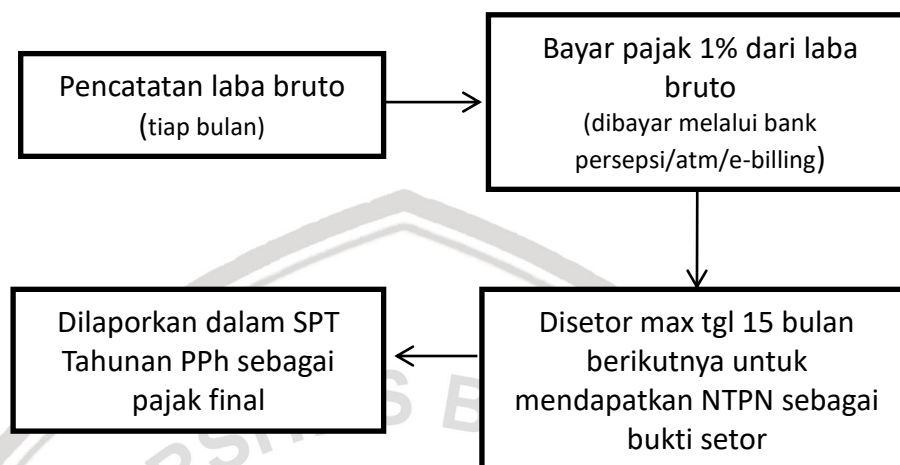 Pencatatan laba bruto
(tiap bulan)
Bayar pajak 1% dari laba
bruto
(dibayar melalui bank
persepsi/atm/e-billing)
Disetor max tgl 15 bulan
berikutnya untuk
mendapatkan NTPN sebagai
bukti setor
Dilaporkan dalam SPT
Tahunan PPh sebagai
pajak final